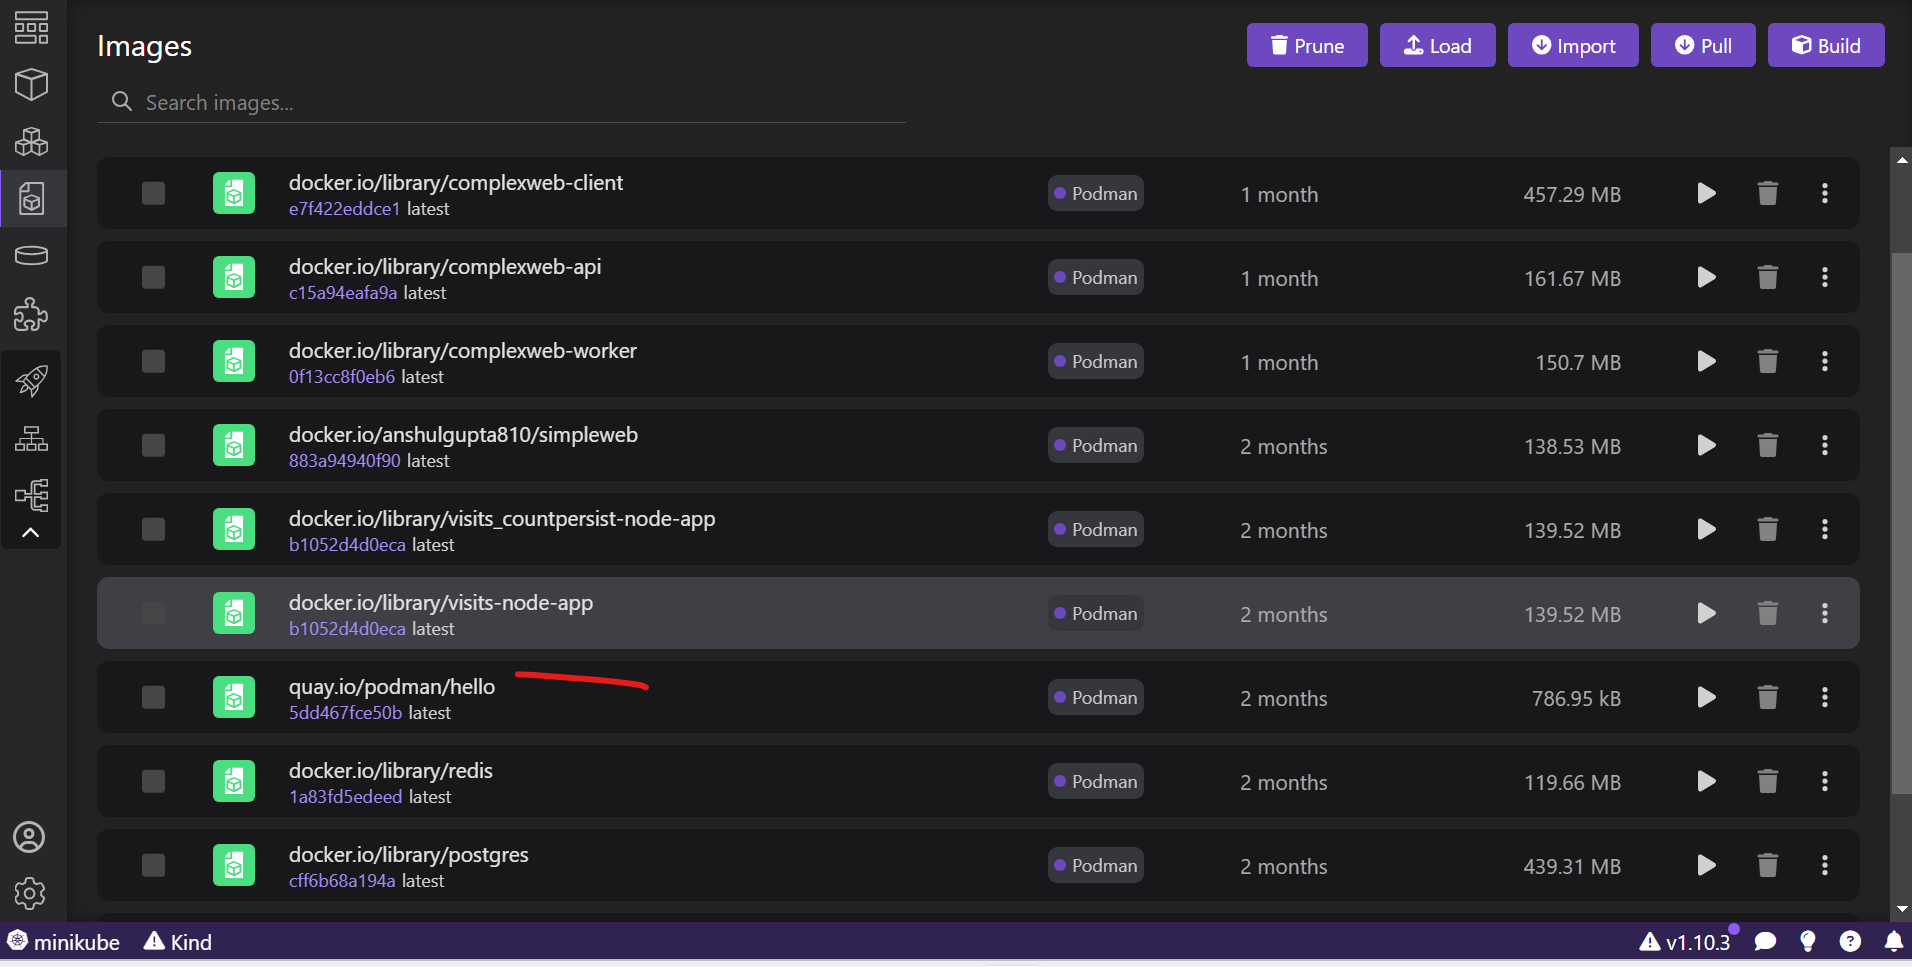 Images
Prune
Load
Import
Pull
Build
Search images...
docker.io/library/complexweb-client
e7f422eddce1 latest
Podman
1 month
457.29 MB
docker.io/library/complexweb-api
c15a94eafa9a latest
Podman
1 month
161.67 MB
docker.io/library/complexweb-worker
0f13cc8f0eb6 latest
Podman
1 month
150.7 MB
docker.io/anshulgupta810/simpleweb
883a94940f90 latest
Podman
2 months
138.53 MB
docker.io/library/visits_countpersist-node-app
b1052d4d0eca latest
Podman
2 months
139.52 MB
docker.io/library/visits-node-app
b1052d4d0eca latest
Podman
2 months
139.52 MB
quay.io/podman/hello
5dd467fce50b latest
Podman
2 months
786.95 kB
docker.io/library/redis
1a83fd5edeed latest
Podman
2 months
119.66 MB
docker.io/library/postgres
cff6b68a194a latest
Podman
2 months
439.31 MB
minikube
Kind
v1.10.3